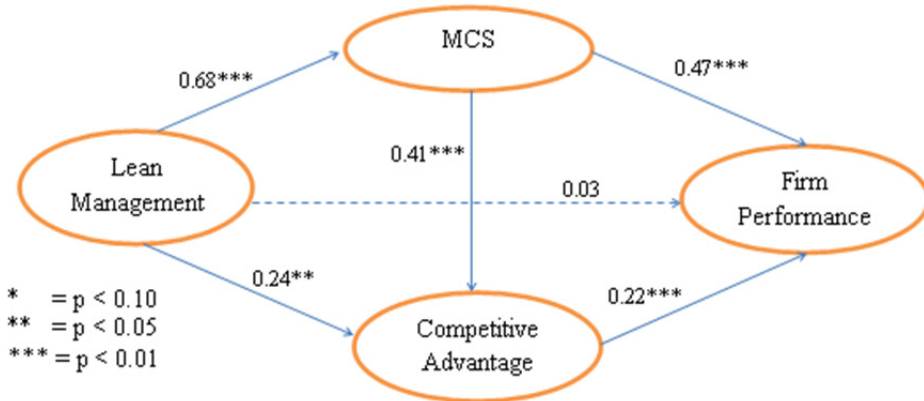 MCS
0.68***
0.47***
0.41***
Lean
Management
0.03
Firm
Performance
0.24**
0.22***
Competitive
Advantage
* = p < 0.10
** = p < 0.05
*** = p < 0.01